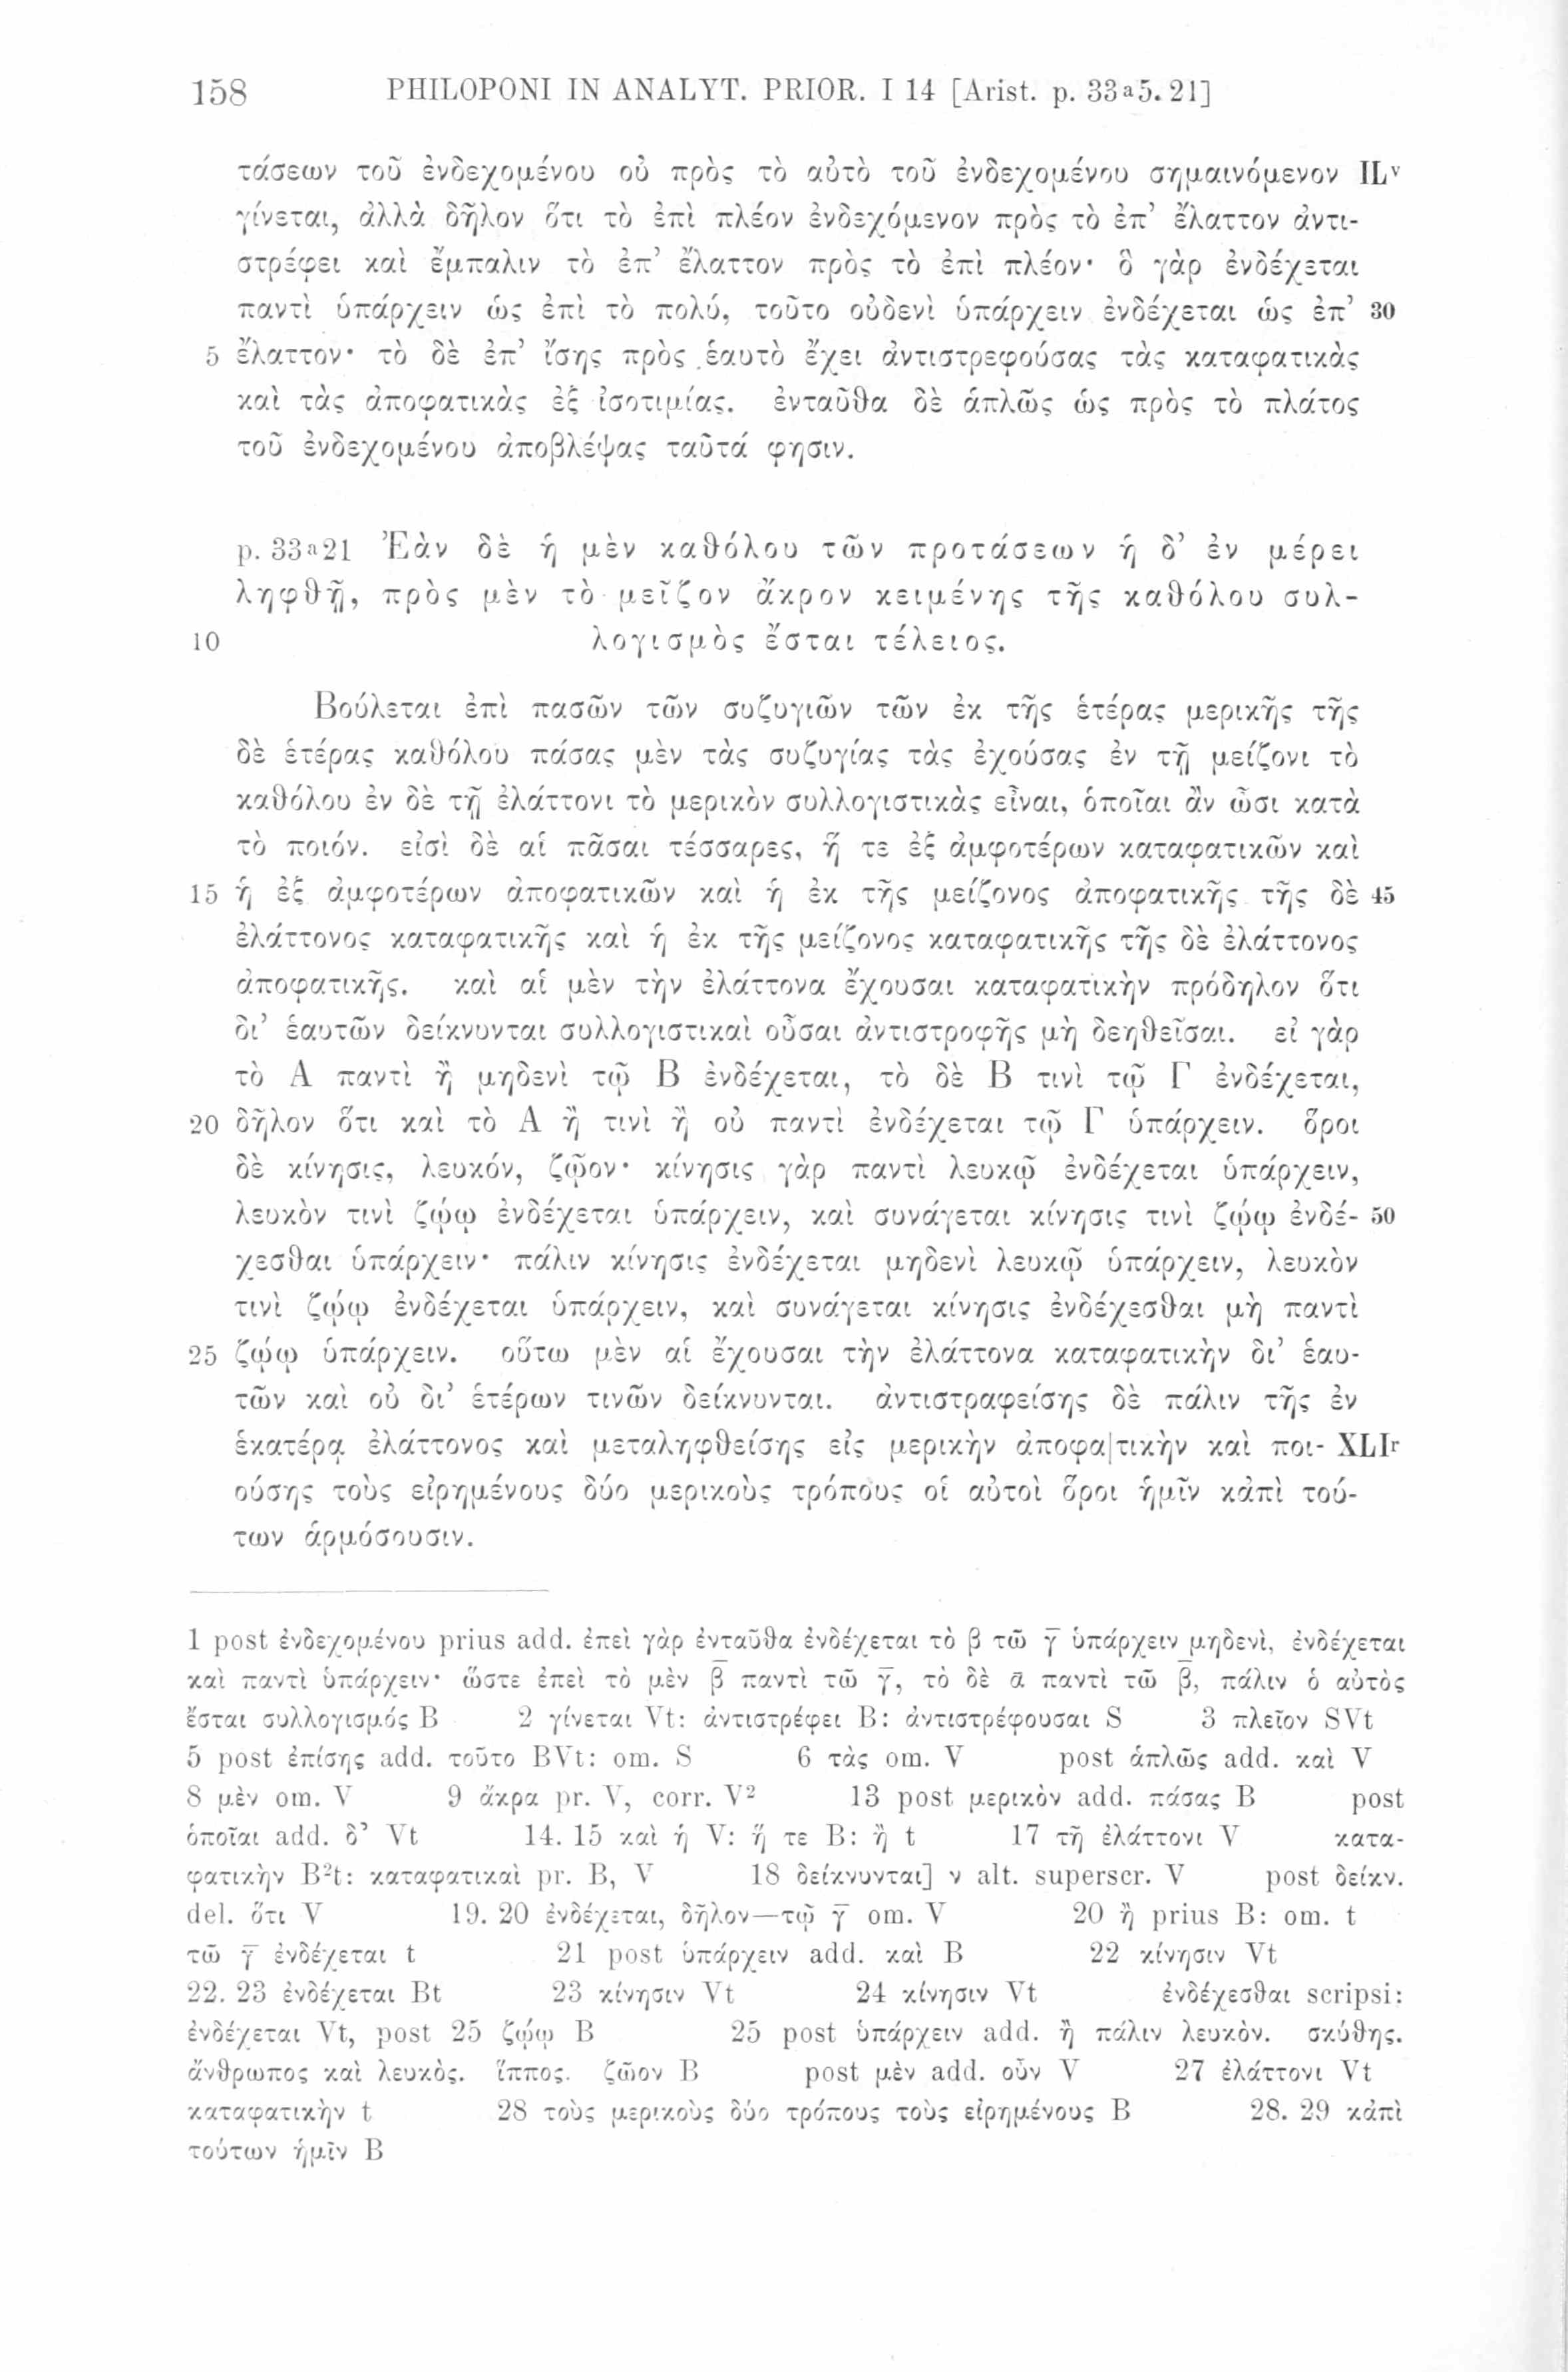 158 PHILOPONI IN ANALYT. PRIOR. I 14 [Arist. p. 33a5. 21]
τάσεων τοῦ ἐνδεχομένου οὐ πρὸς τὸ αὐτὸ τοῦ ἐνδεχομένου σημαινόμενον ILv
γίνεται, ἀλλὰ δῆλον ὅτι τὸ ἐπὶ πλέον ἐνδεχόμενον πρὸς τὸ ἐπ’ ἔλαττον ἀντι-
στρέφει καὶ ἔμπαλιν τὸ ἐπ’ ἔλαττον πρὸς τὸ ἐπὶ πλέον· ὃ γὰρ ἐνδέχεται
παντὶ ὑπάρχειν ὡς ἐπὶ τὸ πολύ, τοῦτο οὐδενὶ ὑπάρχειν ἐνδέχεται ὡς ἐπ’ 30
5 ἔλαττον· τὸ δὲ ἐπ’ ἴσης πρὸς ἑαυτὸ ἔχει ἀντιστρεφούσας τὰς καταφατικὰς
καὶ τὰς ἀποφατικὰς ἐξ ἰσοτιμίας. ἐνταῦθα δὲ ἁπλῶς ὡς πρὸς τὸ πλάτος
τοῦ ἐνδεχομένου ἀποβλέψας ταῦτά φησιν.
p. 33a21 Ἐὰν δὲ ἡ μὲν καθόλου τῶν προτάσεων ἡ δ’ ἐν μέρει
ληφθῇ, πρὸς μὲν τὸ μεῖζον ἄκρον κειμένης τῆς καθόλου συλ-
10 λογισμὸς ἔσται τέλειος.
Βούλεται ἐπὶ πασῶν τῶν συζυγιῶν τῶν ἐκ τῆς ἑτέρας μερικῆς τῆς
δὲ ἑτέρας καθόλου πάσας μὲν τὰς συζυγίας τὰς ἐχούσας ἐν τῇ μείζονι τὸ
καθόλου ἐν δὲ τῇ ἐλάττονι τὸ μερικὸν συλλογιστικὰς εἶναι, ὁποῖαι ἂν ὦσι κατὰ
τὸ ποιόν. εἰσὶ δὲ αἱ πᾶσαι τέσσαρες, ἥ τε ἐξ ἀμφοτέρων καταφατικῶν καὶ
15 ἡ ἐξ ἀμφοτέρων ἀποφατικῶν καὶ ἡ ἐκ τῆς μείζονος ἀποφατικῆς τῆς δὲ 45
ἐλάττονος καταφατικῆς καὶ ἡ ἐκ τῆς μείζονος καταφατικῆς τῆς δὲ ἐλάττονος
ἀποφατικῆς. καὶ αἱ μὲν τὴν ἐλάττονα ἔχουσαι καταφατικὴν πρόδηλον ὅτι
δι’ ἑαυτῶν δείκνυνται συλλογιστικαὶ οὖσαι ἀντιστροφῆς μὴ δεηθεῖσαι. εἰ γὰρ
τὸ Α παντὶ ἢ μηδενὶ τῷ Β ἐνδέχεται, τὸ δὲ Β τινὶ τῷ Γ ἐνδέχεται,
20 δῆλον ὅτι καὶ τὸ Α ἢ τινὶ ἢ οὐ παντὶ ἐνδέχεται τῷ Γ ὑπάρχειν. ὅροι
δὲ κίνησις, λευκόν, ζῷον· κίνησις γὰρ παντὶ λευκῷ ἐνδέχεται ὑπάρχειν,
λευκὸν τινὶ ζῴῳ ἐνδέχεται ὑπάρχειν, καὶ συνάγεται κίνησις τινὶ ζῴῳ ἐνδέ- 50
χεσθαι ὑπάρχειν· πάλιν κίνησις ἐνδέχεται μηδενὶ λευκῷ ὑπάρχειν, λευκὸν
τινὶ ζῴῳ ἐνδέχεται ὑπάρχειν, καὶ συνάγεται κίνησις ἐνδέχεσθαι μὴ παντὶ
25 ζῴῳ ὑπάρχειν. οὕτω μὲν αἱ ἔχουσαι τὴν ἐλάττονα καταφατικὴν δι’ ἑαυ-
τῶν καὶ οὐ δι’ ἑτέρων τινῶν δείκνυνται. ἀντιστραφείσης δὲ πάλιν τῆς ἐν
ἑκατέρᾳ ἐλάττονος καὶ μεταληφθείσης εἰς μερικὴν ἀποφα|τικὴν καὶ ποι- XLIr
ούσης τοὺς εἰρημένους δύο μερικοὺς τρόπους οἱ αὐτοὶ ὅροι ἡμῖν κἀπὶ τού-
των ἁρμόσουσιν.
1 post ἐνδεχομένου prius add. ἐπεὶ γὰρ ἐνταῦθα ἐνδέχεται τὸ β τῶ γ̅ ὑπάρχειν μηδενὶ, ἐνδέχεται
καὶ παντὶ ὑπάρχειν· ὥστε ἐπεὶ τὸ μὲν β̅ παντὶ τῶ γ̅, τὸ δὲ α̅ παντὶ τῶ β̅, πάλιν ὁ αὐτὸς
ἔσται συλλογισμός B 2 γίνεται Vt: ἀντιστρέφει B: ἀντιστρέφουσαι S 3 πλεῖον SVt
5 post ἐπίσης add. τοῦτο BVt: om. S 6 τὰς om. V post ἁπλῶς add. καὶ V
8 μὲν om. V 9 ἄκρα pr. V, corr. V2 13 post μερικὸν add. πάσας B post
ὁποῖαι add. δ’ Vt 14. 15 καὶ ἡ V: ἥ τε B: ἢ t 17 τῆ ἐλάττονι V κατα-
φατικὴν B2t: καταφατικαὶ pr. B, V 18 δείκνυνται] ν alt. superscr. V post δείκν.
del. ὅτι V 19. 20 ἐνδέχεται, δῆλον—τῷ γ̅ om. V 20 ἢ prius B: om. t
τῶ γ̅ ἐνδέχεται t 21 post ὑπάρχειν add. καὶ B 22 κίνησιν Vt
22. 23 ἐνδέχεται Bt 23 κίνησιν Vt 24 κίνησιν Vt ἐνδέχεσθαι scripsi:
ἐνδέχεται Vt, post 25 ζῴῳ B 25 post ὑπάρχειν add. ἢ πάλιν λευκὸν. σκύθης.
ἄνθρωπος καὶ λευκὸς. ἵππος. ζῶον B post μὲν add. οὖν V 27 ἐλάττονι Vt
καταφατικὴν t 28 τοὺς μερικοὺς δύο τρόπους τοὺς εἰρημένους B 28. 29 κἀπὶ
τούτων ἡμῖν B